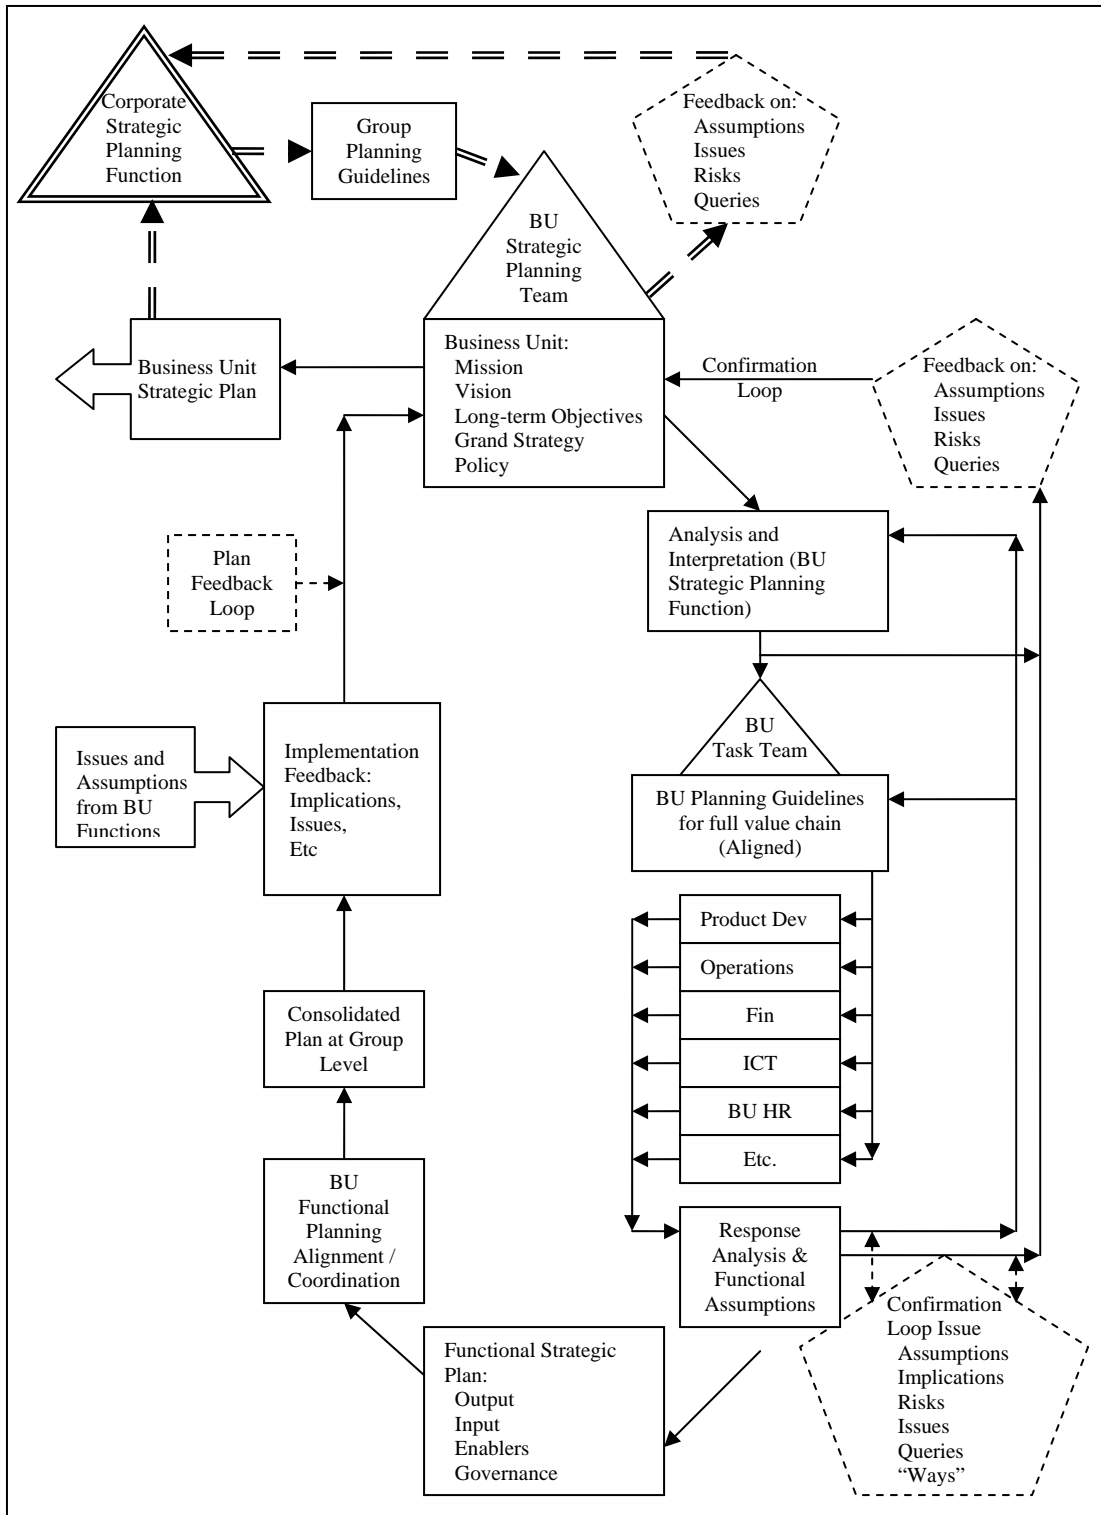 Corporate
Strategic
Planning
Function
Group
Planning
Guidelines
Feedback on:
Assumptions
Issues
Risks
Queries
BU
Strategic
Planning
Team
Business Unit
Strategic Plan
Business Unit:
Mission
Vision
Long-term Objectives
Grand Strategy
Policy
Confirmation
Loop
Feedback on:
Assumptions
Issues
Risks
Queries
Plan
Feedback
Loop
Analysis and
Interpretation (BU
Strategic Planning
Function)
BU
Task Team
Issues and
Assumptions
from BU
Functions
Implementation
Feedback:
Implications,
Issues,
Etc
BU Planning Guidelines
for full value chain
(Aligned)
Product Dev
Operations
Fin
ICT
BU HR
Etc.
Consolidated
Plan at Group
Level
BU
Functional
Planning
Alignment /
Coordination
Response
Analysis &
Functional
Assumptions
Confirmation
Loop Issue
Assumptions
Implications
Risks
Issues
Queries
“Ways”
Functional Strategic
Plan:
Output
Input
Enablers
Governance